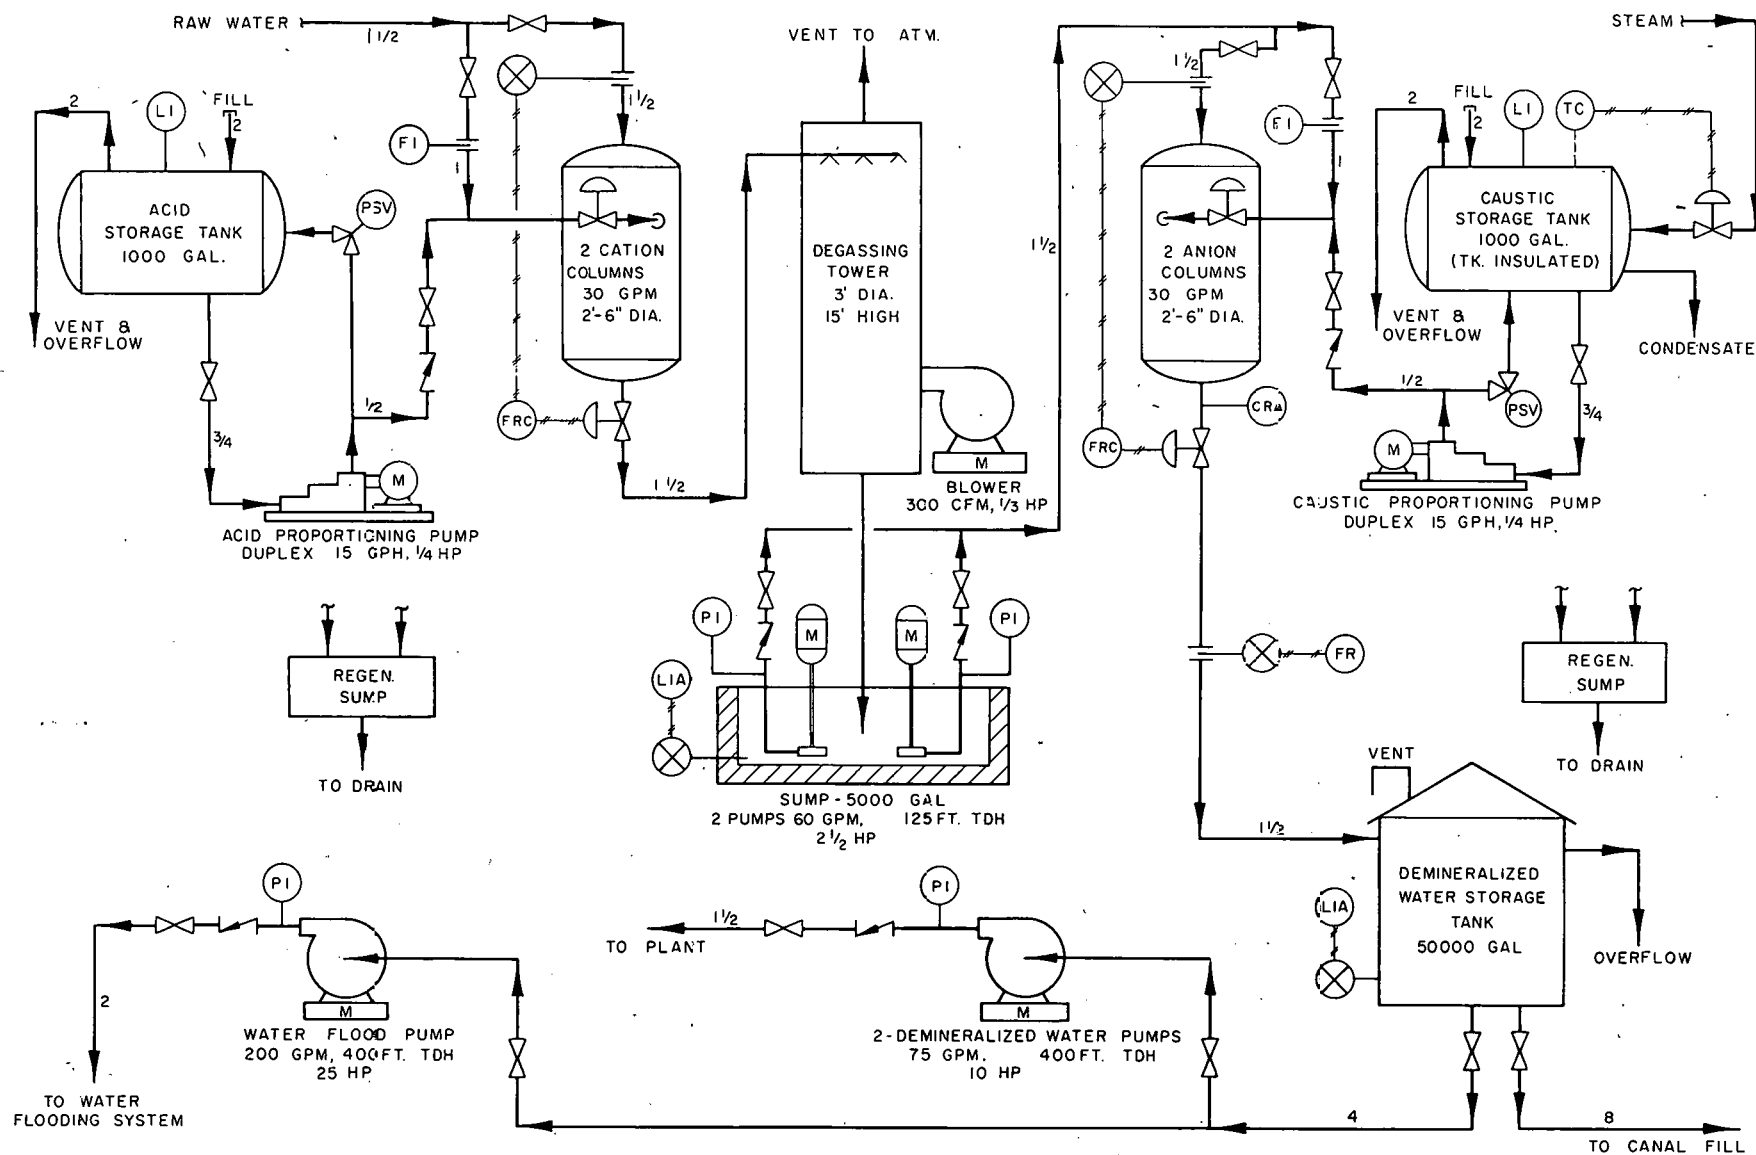 RAW WATER
1 1/2
1 1/2
FI
1
2
LI
FILL
2
PSV
ACID
STORAGE TANK
1000 GAL.
VENT &
OVERFLOW
3/4
1/2
M
ACID PROPORTIONING PUMP
DUPLEX 15 GPH, 1/4 HP
2 CATION
COLUMNS
30 GPM
2'-6" DIA.
FRC
1 1/2
VENT TO ATM.
DEGASSING
TOWER
3' DIA.
15' HIGH
M
BLOWER
300 CFM, 1/3 HP
1 1/2
1 1/2
FI
1
2 ANION
COLUMNS
30 GPM
2'-6" DIA.
FRC
STEAM
2
FILL
2
LI
TC
CAUSTIC
STORAGE TANK
1000 GAL.
(TK. INSULATED)
VENT &
OVERFLOW
CONDENSATE
1/2
PSV
3/4
M
CAUSTIC PROPORTIONING PUMP
DUPLEX 15 GPH, 1/4 HP.
REGEN.
SUMP
TO DRAIN
PI
M
M
PI
LIA
SUMP - 5000 GAL
2 PUMPS 60 GPM, 125 FT. TDH
2 1/2 HP
FR
REGEN.
SUMP
TO DRAIN
VENT
1 1/2
DEMINERALIZED
WATER STORAGE
TANK
50000 GAL
LIA
OVERFLOW
PI
2
M
WATER FLOOD PUMP
200 GPM, 400 FT. TDH
25 HP
TO WATER
FLOODING SYSTEM
1 1/2
TO PLANT
PI
M
2-DEMINERALIZED WATER PUMPS
75 GPM. 400 FT. TDH
10 HP
4
8
TO CANAL FILL